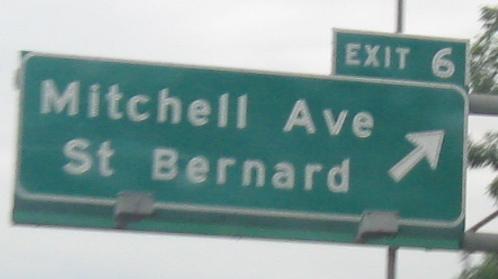 EXIT 6
Mitchell Ave
St Bernard